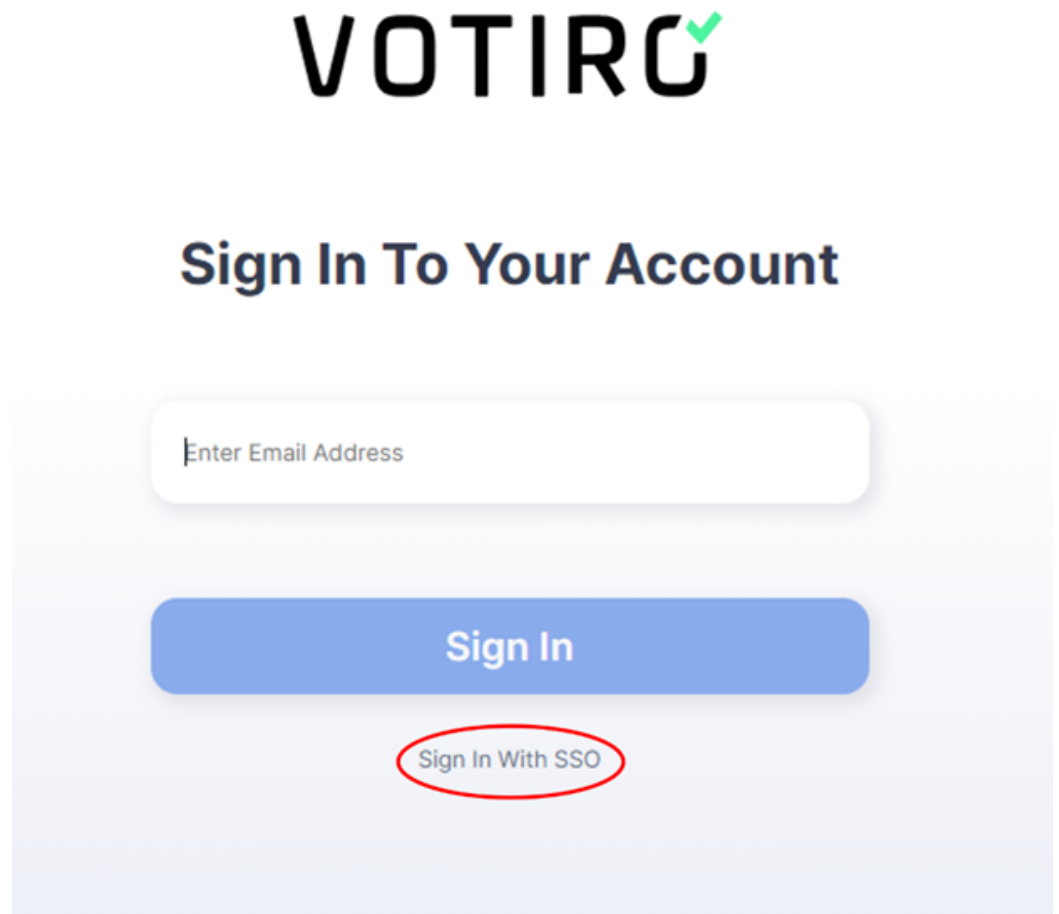 VOTIRO
Sign In To Your Account
Enter Email Address
Sign In
Sign In With SSO